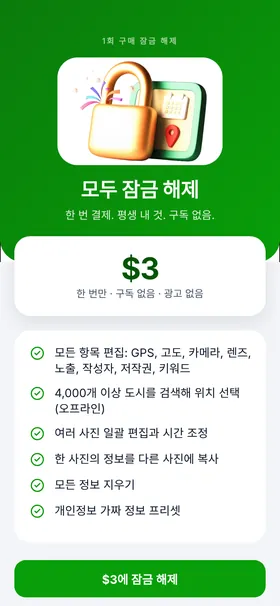 1회 구매 잠금 해제
모두 잠금 해제
한 번 결제. 평생 내 것. 구독 없음.
$3
한 번만 · 구독 없음 · 광고 없음
모든 항목 편집: GPS, 고도, 카메라, 렌즈,
노출, 작성자, 저작권, 키워드
4,000개 이상 도시를 검색해 위치 선택
(오프라인)
여러 사진 일괄 편집과 시간 조정
한 사진의 정보를 다른 사진에 복사
모든 정보 지우기
개인정보 가짜 정보 프리셋
$3에 잠금 해제